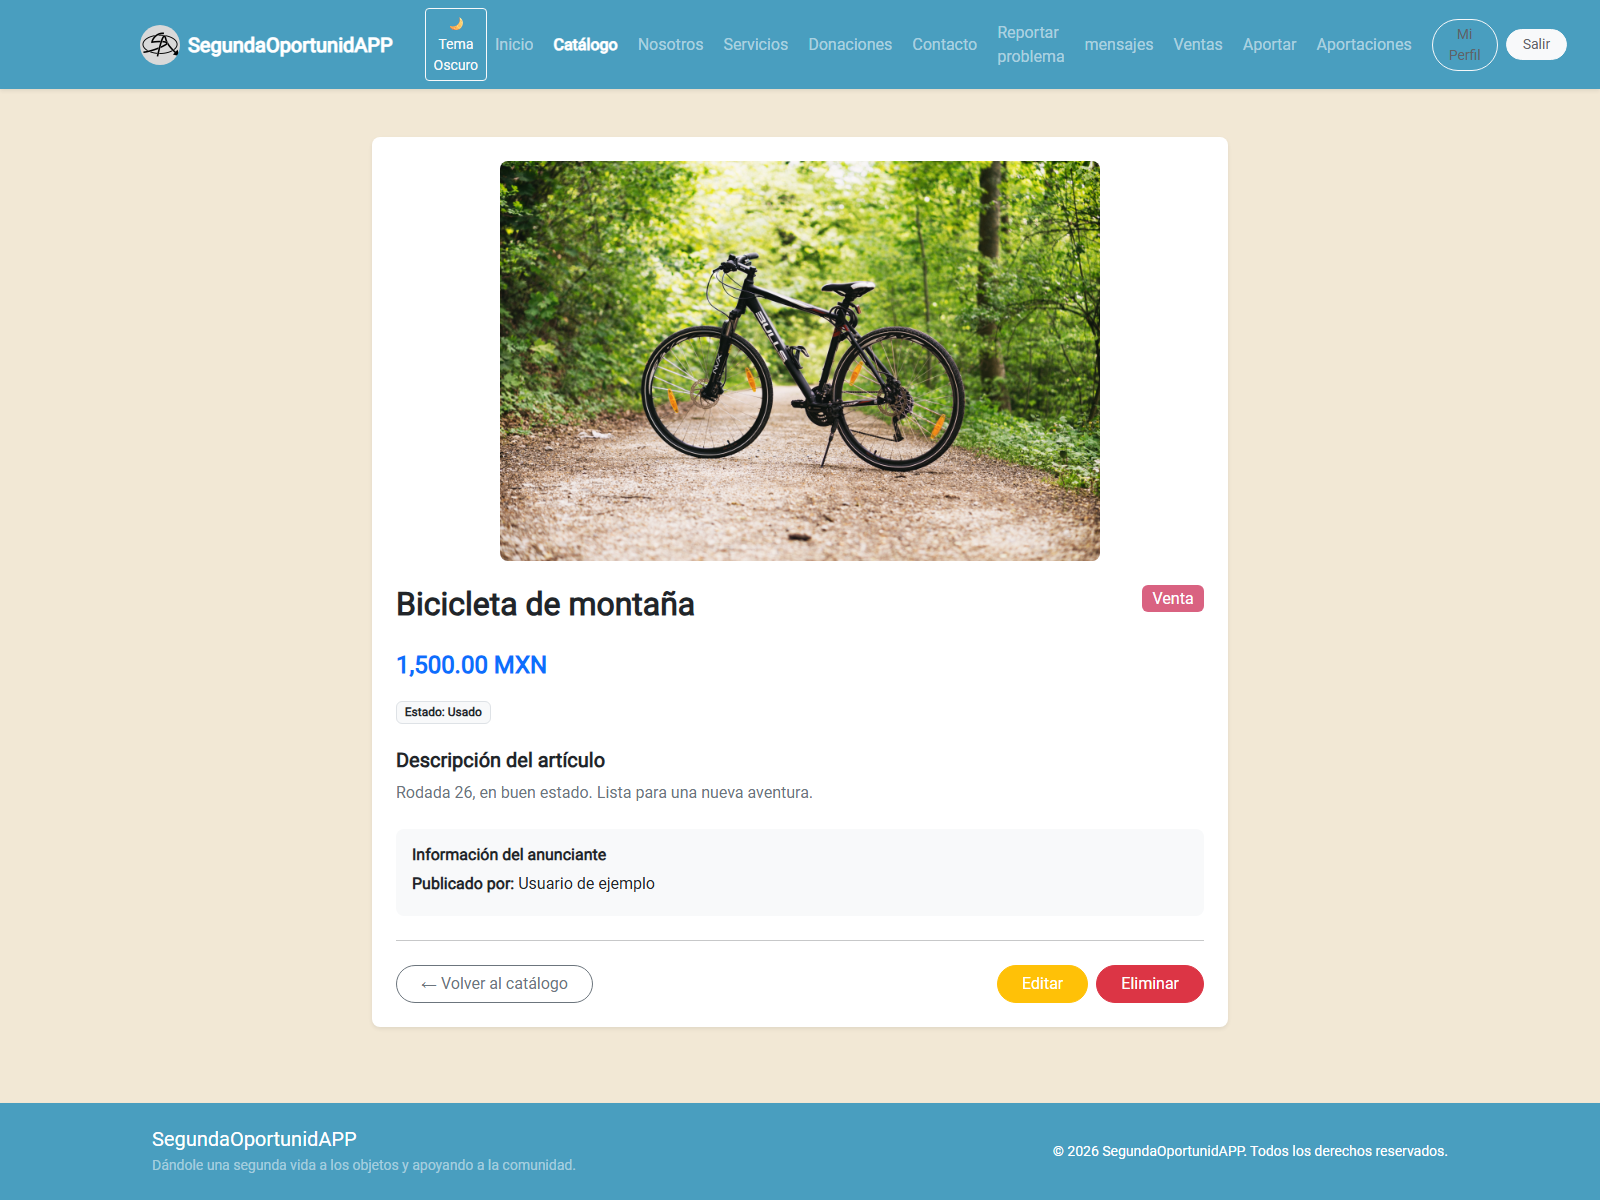 SegundaOportunidAPP
🌙
Tema
Oscuro
Inicio
Catálogo
Nosotros
Servicios
Donaciones
Contacto
Reportar
problema
mensajes
Ventas
Aportar
Aportaciones
Mi
Perfil
Salir
BULLS
Bicicleta de montaña
Venta
1,500.00 MXN
Estado: Usado
Descripción del artículo
Rodada 26, en buen estado. Lista para una nueva aventura.
Información del anunciante
Publicado por: Usuario de ejemplo
← Volver al catálogo
Editar
Eliminar
SegundaOportunidAPP
Dándole una segunda vida a los objetos y apoyando a la comunidad.
© 2026 SegundaOportunidAPP. Todos los derechos reservados.